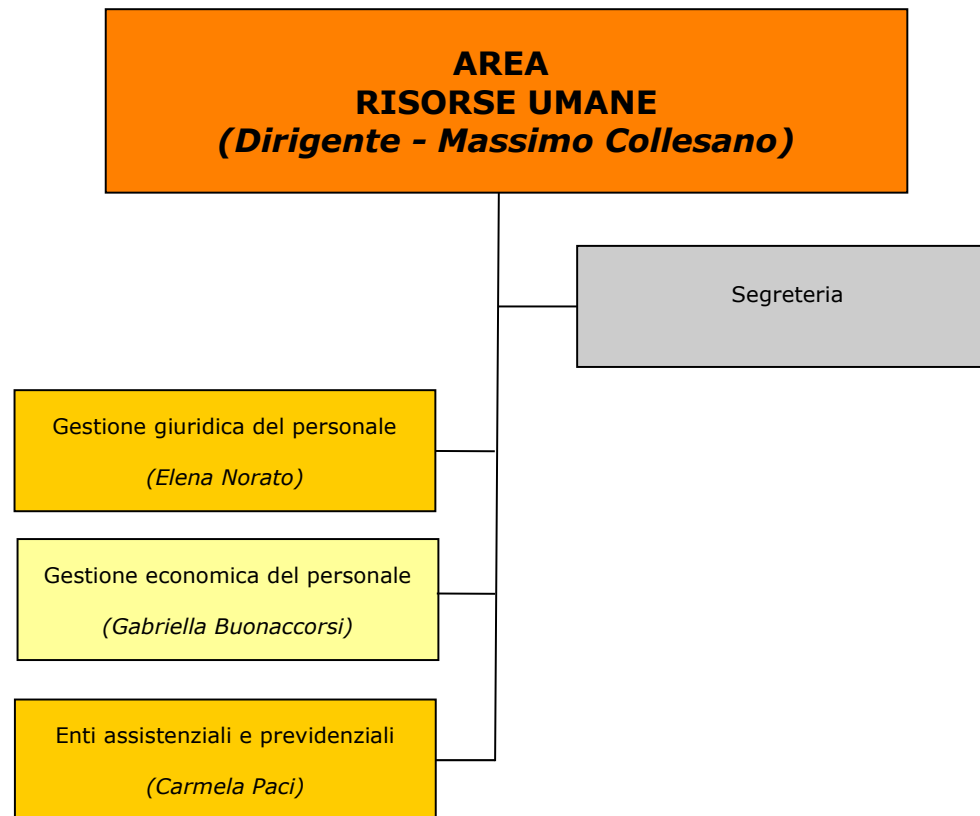 AREA
RISORSE UMANE
(Dirigente - Massimo Collesano)
Segreteria
Gestione giuridica del personale
(Elena Norato)
Gestione economica del personale
(Gabriella Buonaccorsi)
Enti assistenziali e previdenziali
(Carmela Paci)